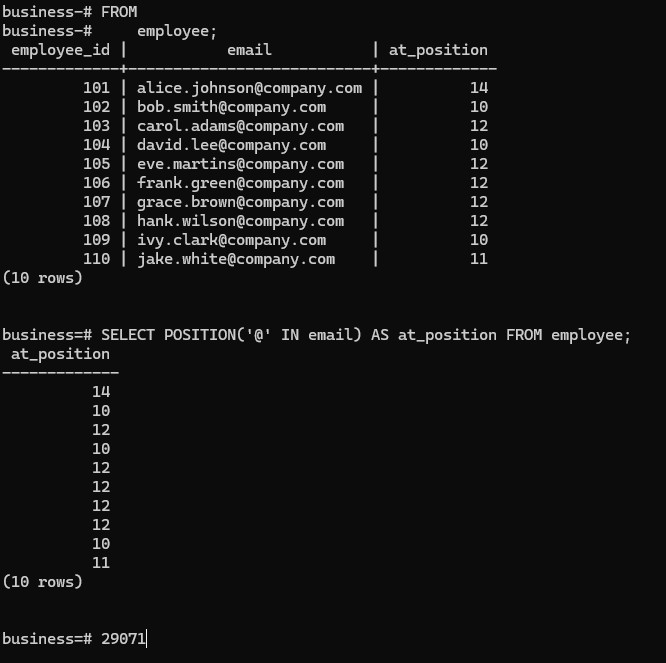 business-# FROM
business-#     employee;
 employee_id |           email           | at_position
-------------+---------------------------+-------------
         101 | alice.johnson@company.com |          14
         102 | bob.smith@company.com     |          10
         103 | carol.adams@company.com   |          12
         104 | david.lee@company.com     |          10
         105 | eve.martins@company.com   |          12
         106 | frank.green@company.com   |          12
         107 | grace.brown@company.com   |          12
         108 | hank.wilson@company.com   |          12
         109 | ivy.clark@company.com     |          10
         110 | jake.white@company.com    |          11
(10 rows)
business=# SELECT POSITION('@' IN email) AS at_position FROM employee;
 at_position
-------------
          14
          10
          12
          10
          12
          12
          12
          12
          10
          11
(10 rows)
business=# 29071